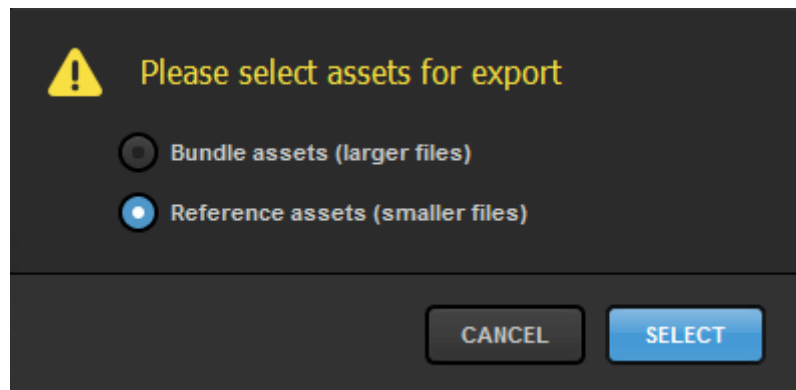 Please select assets for export
Bundle assets (larger files)
Reference assets (smaller files)
CANCEL SELECT